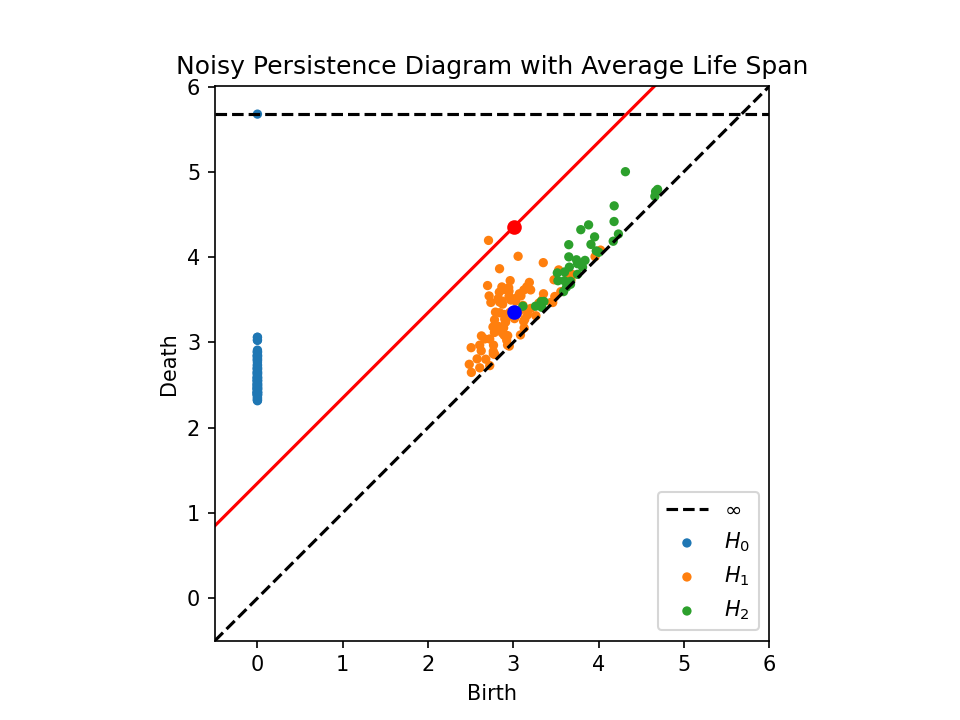 Noisy Persistence Diagram with Average Life Span
6
5
4
3
2
1
0
Death
0 1 2 3 4 5 6
Birth
∞
H₀
H₁
H₂